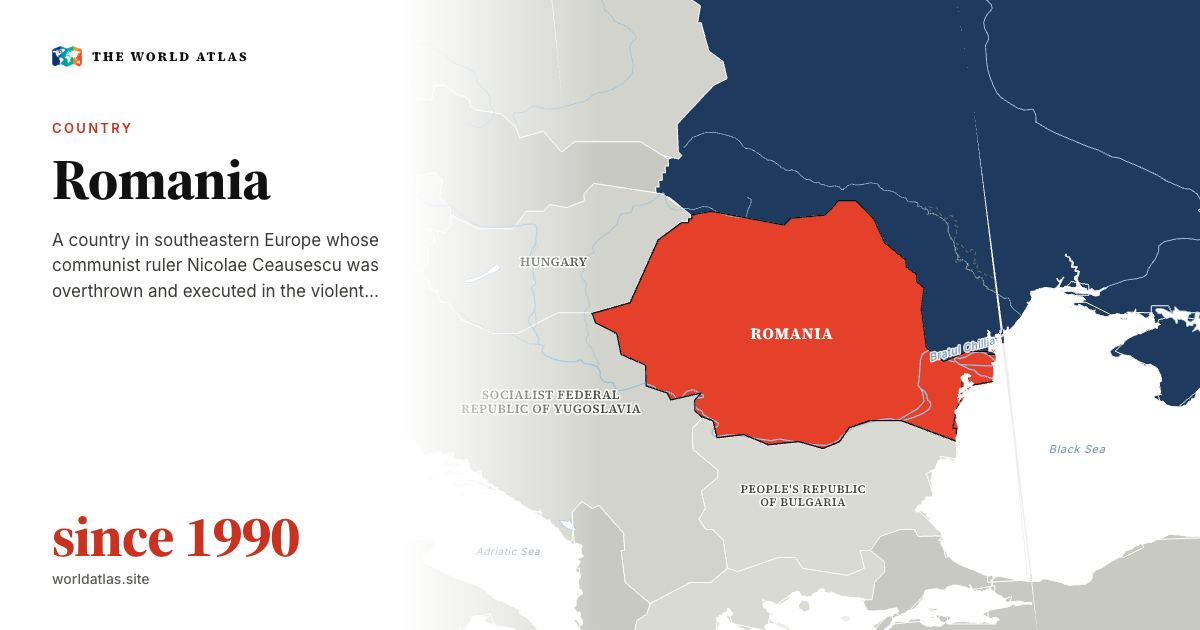 THE WORLD ATLAS
COUNTRY
Romania
A country in southeastern Europe whose
communist ruler Nicolae Ceausescu was
overthrown and executed in the violent...
since 1990
worldatlas.site
HUNGARY
ROMANIA
Bratul Chillia
SOCIALIST FEDERAL
REPUBLIC OF YUGOSLAVIA
Black Sea
PEOPLE'S REPUBLIC
OF BULGARIA
Adriatic Sea